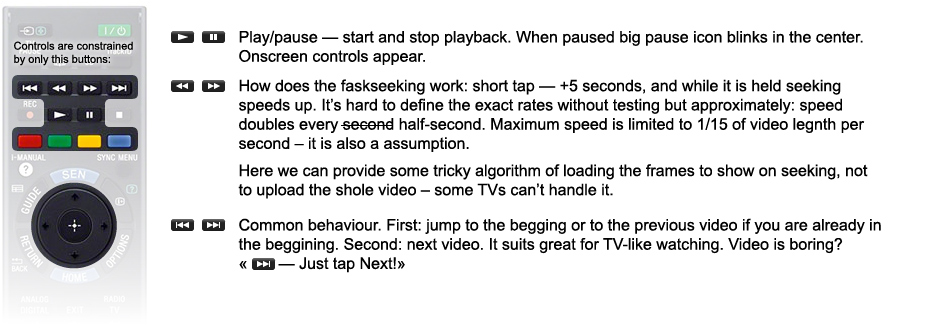 Controls are constrained
by only this buttons:
REC
i-MANUAL
SYNC MENU
SEN
GUIDE
RETURN
OPTIONS
BACK
HOME
Play/pause — start and stop playback. When paused big pause icon blinks in the center.
Onscreen controls appear.
How does the faskseeking work: short tap — +5 seconds, and while it is held seeking
speeds up. It’s hard to define the exact rates without testing but approximately: speed
doubles every second half-second. Maximum speed is limited to 1/15 of video legnth per
second – it is also a assumption.
Here we can provide some tricky algorithm of loading the frames to show on seeking, not
to upload the shole video – some TVs can’t handle it.
Common behaviour. First: jump to the begging or to the previous video if you are already in
the beggining. Second: next video. It suits great for TV-like watching. Video is boring?
« — Just tap Next!»